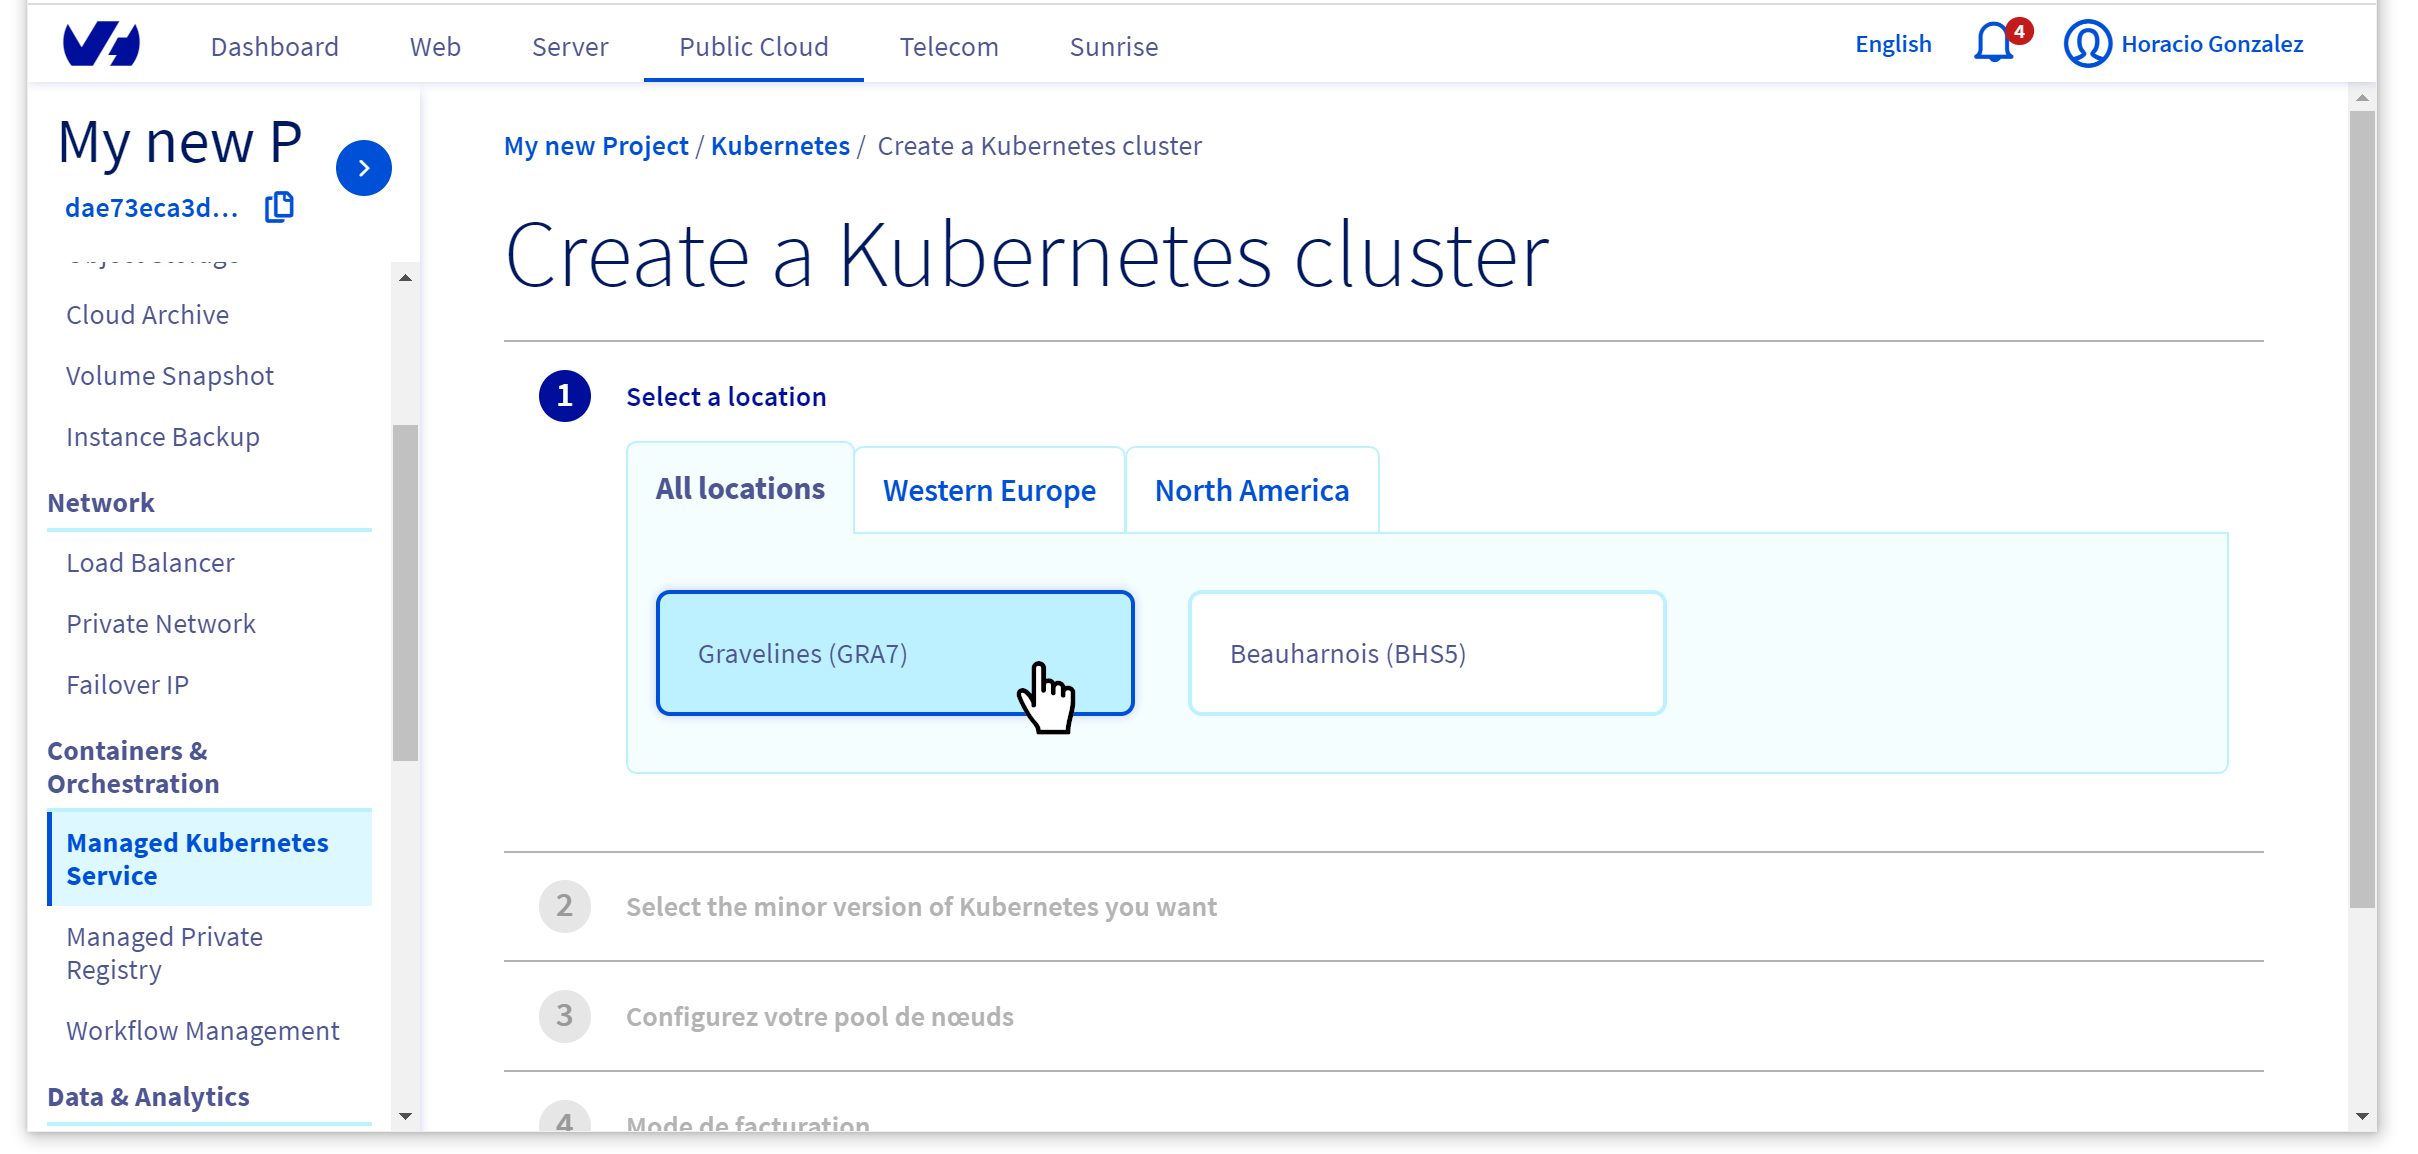 Dashboard Web Server Public Cloud Telecom Sunrise English 4 Horacio Gonzalez
My new P
dae73eca3d...
Cloud Archive
Volume Snapshot
Instance Backup
Network
Load Balancer
Private Network
Failover IP
Containers &
Orchestration
Managed Kubernetes
Service
Managed Private
Registry
Workflow Management
Data & Analytics
My new Project / Kubernetes / Create a Kubernetes cluster
Create a Kubernetes cluster
1 Select a location
All locations Western Europe North America
Gravelines (GRA7) Beauharnois (BHS5)
2 Select the minor version of Kubernetes you want
3 Configurez votre pool de nœuds
4 Mode de facturation